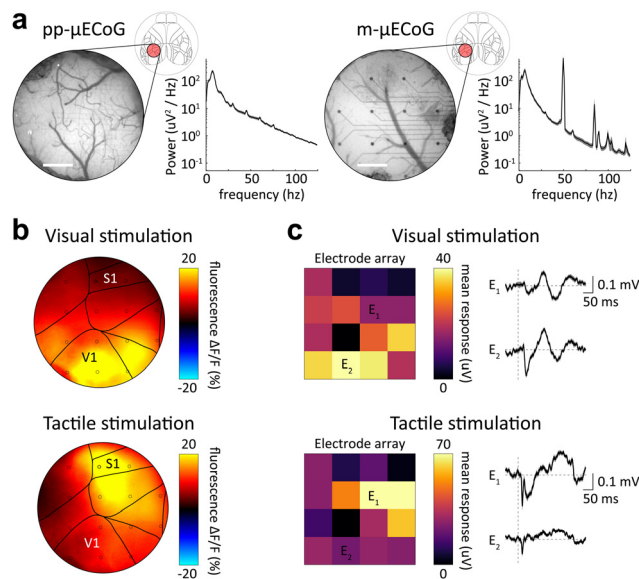 a
pp-μECoG
m-μECoG
Power (uV² / Hz)
10²
10¹
10⁰
10⁻¹
0
50
100
frequency (hz)
Power (uV² / Hz)
10²
10¹
10⁰
10⁻¹
0
50
100
frequency (hz)
b
Visual stimulation
S1
V1
20
-20
fluorescence ΔF/F (%)
Tactile stimulation
S1
V1
20
-20
fluorescence ΔF/F (%)
c
Visual stimulation
Electrode array
E₁
E₂
40
0
mean response (uV)
E₁
0.1 mV
50 ms
E₂
Tactile stimulation
Electrode array
E₁
E₂
70
0
mean response (uV)
E₁
0.1 mV
50 ms
E₂